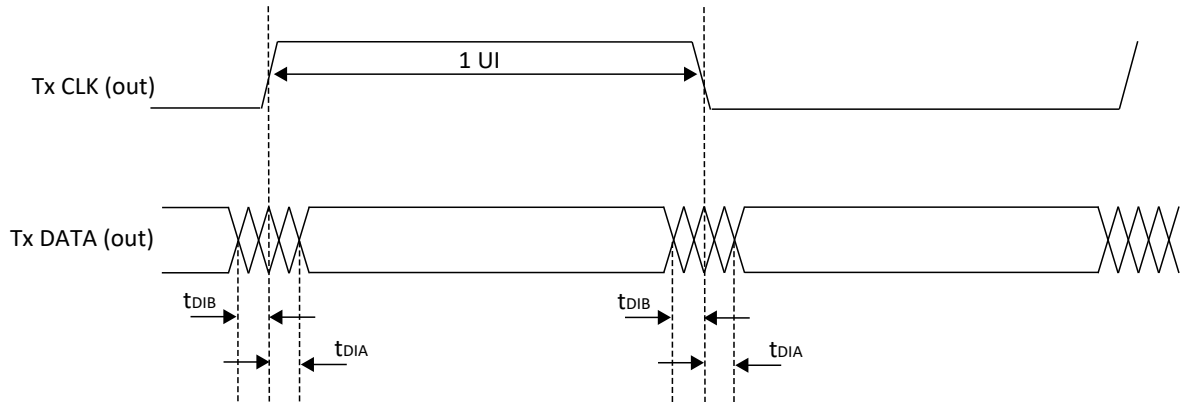 1 UI
Tx CLK (out)
Tx DATA (out)
tDIB
tDIB
tDIA
tDIA